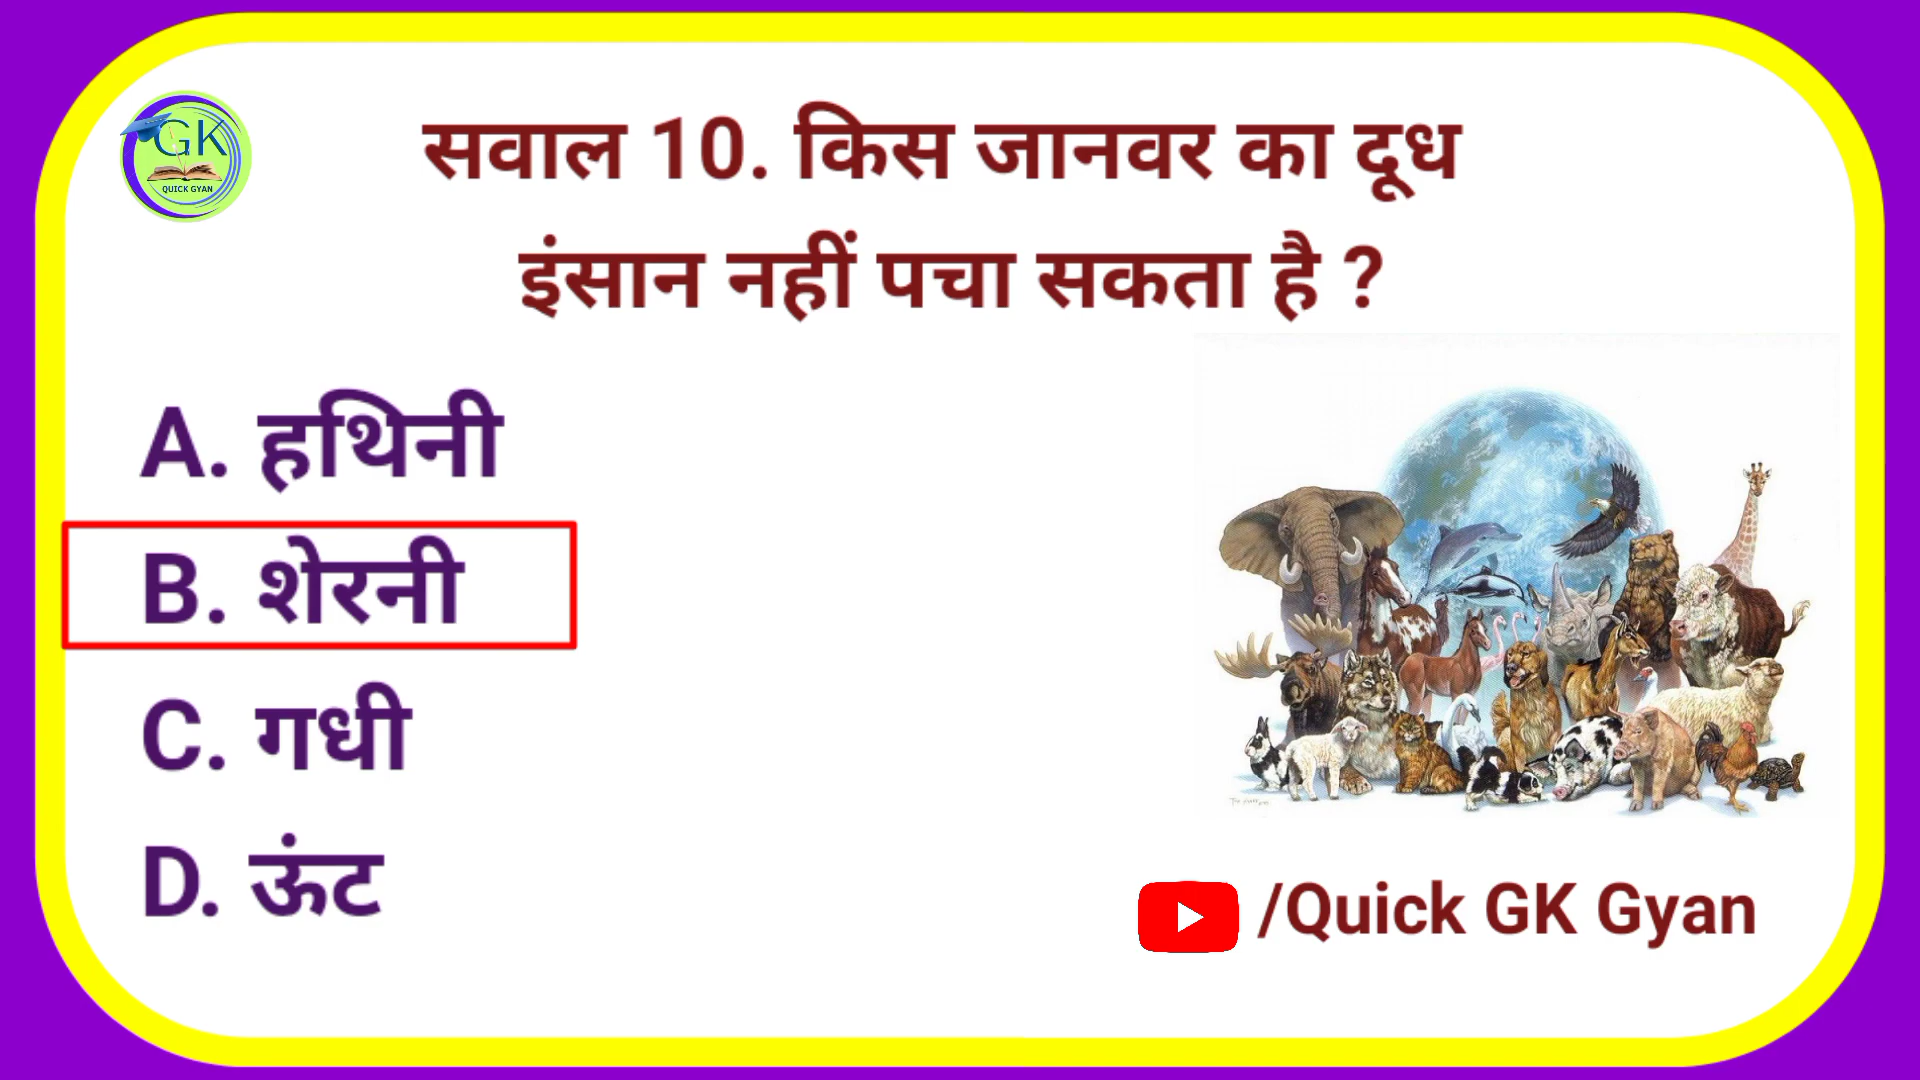 GK
QUICK GYAN
सवाल 10. किस जानवर का दूध
इंसान नहीं पचा सकता है ?
A. हथिनी
B. शेरनी
C. गधी
D. ऊंट
/Quick GK Gyan